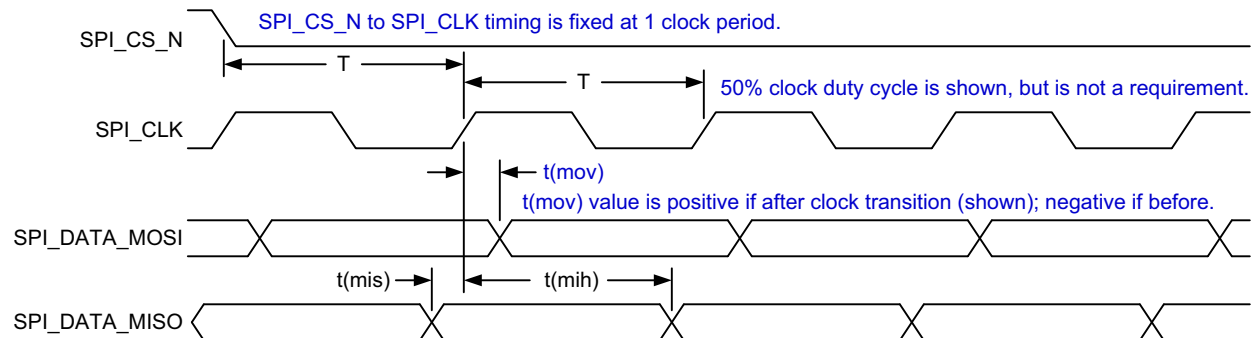 SPI_CS_N to SPI_CLK timing is fixed at 1 clock period.
SPI_CS_N
T
T
50% clock duty cycle is shown, but is not a requirement.
SPI_CLK
t(mov)
t(mov) value is positive if after clock transition (shown); negative if before.
SPI_DATA_MOSI
t(mis)
t(mih)
SPI_DATA_MISO